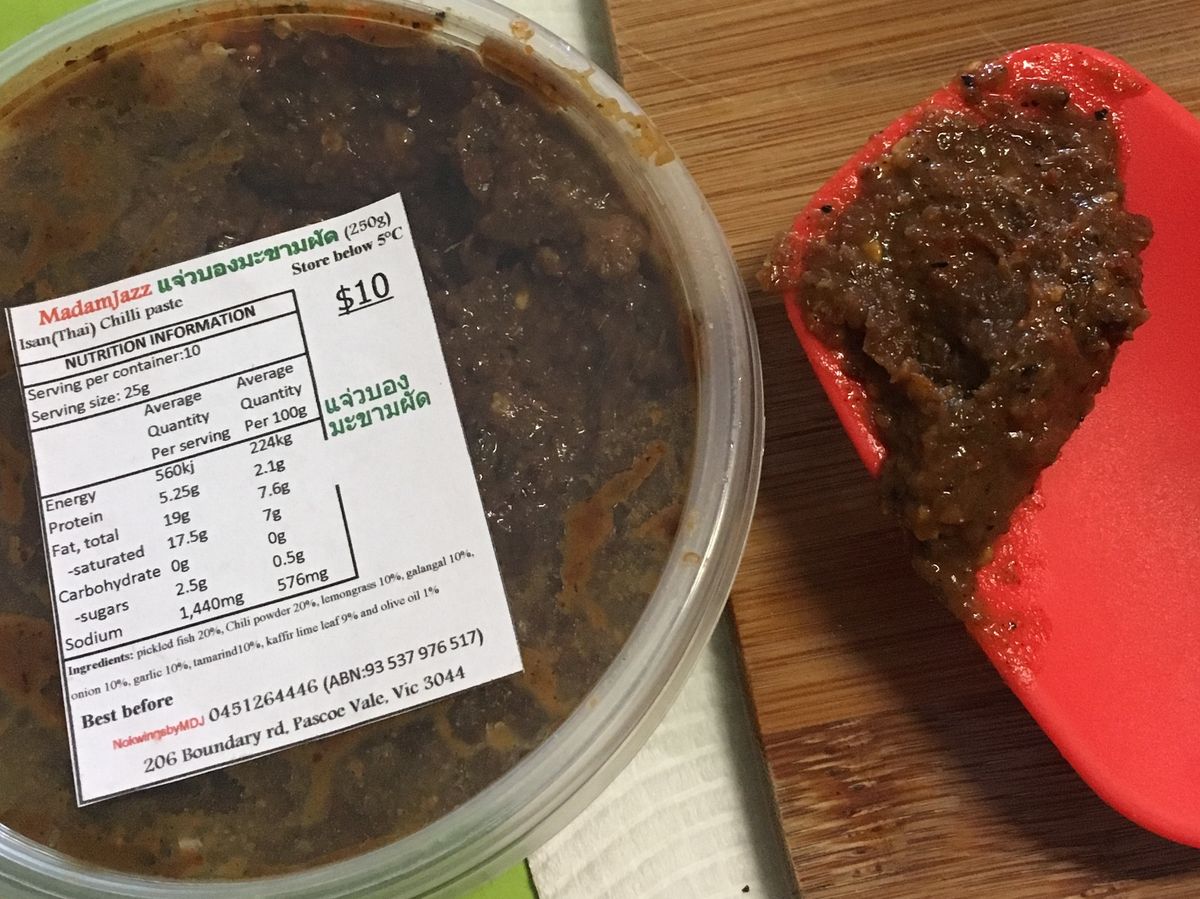 MadamJazz แจ่วบองมะขามผัด (250g)
Isan(Thai) Chilli paste
Store below 5°C
$10
NUTRITION INFORMATION
Serving per container:10
Serving size: 25g
Average Quantity Per serving
Average Quantity Per 100g
Energy 560kj 224kg
Protein 5.25g 2.1g
Fat, total 19g 7.6g
-saturated 17.5g 7g
Carbohydrate 0g 0g
-sugars 2.5g 0.5g
Sodium 1,440mg 576mg
แจ่วบอง
มะขามผัด
Ingredients: pickled fish 20%, Chili powder 20%, lemongrass 10%, galangal 10%,
onion 10%, garlic 10%, tamarind10%, kaffir lime leaf 9% and olive oil 1%
Best before
NokwingsbyMDJ 0451264446 (ABN:93 537 976 517)
206 Boundary rd, Pascoe Vale, Vic 3044